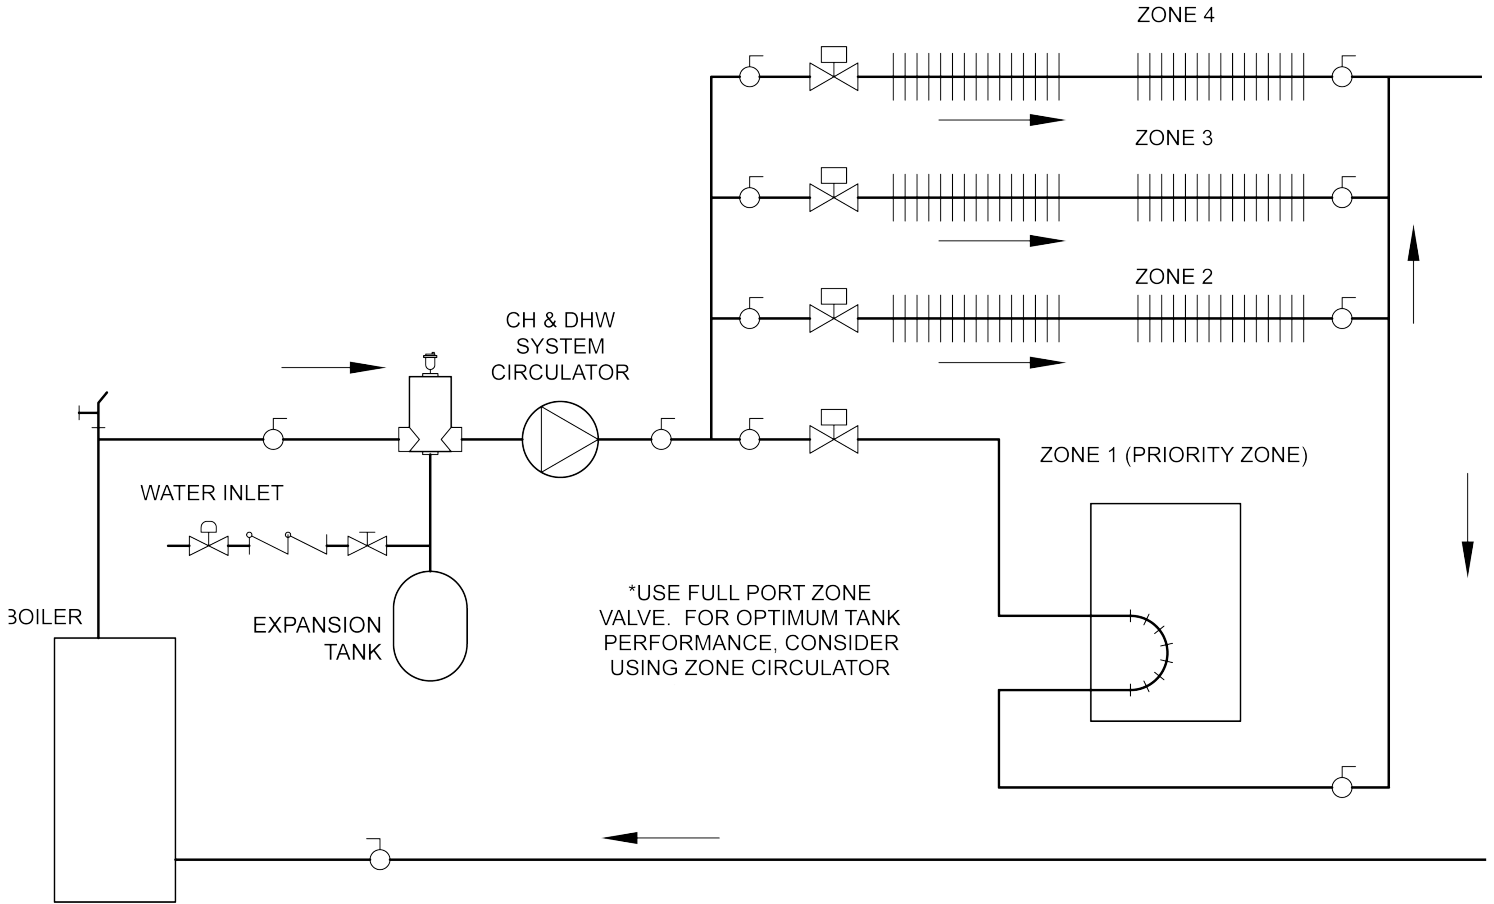 ZONE 4
ZONE 3
ZONE 2
CH & DHW
SYSTEM
CIRCULATOR
ZONE 1 (PRIORITY ZONE)
WATER INLET
*USE FULL PORT ZONE
VALVE. FOR OPTIMUM TANK
PERFORMANCE, CONSIDER
USING ZONE CIRCULATOR
BOILER
EXPANSION
TANK